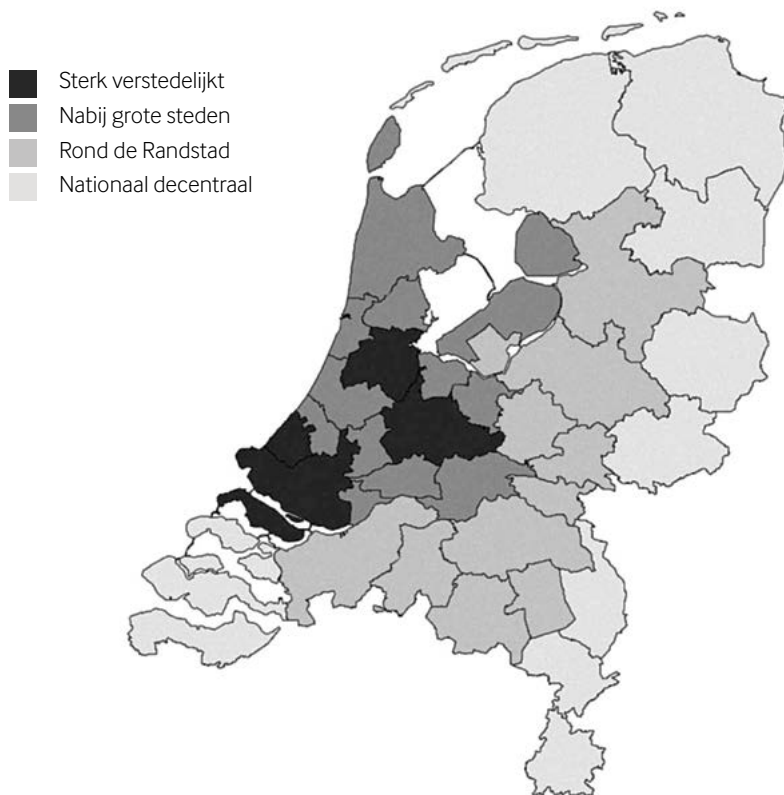 Sterk verstedelijkt
Nabij grote steden
Rond de Randstad
Nationaal decentraal